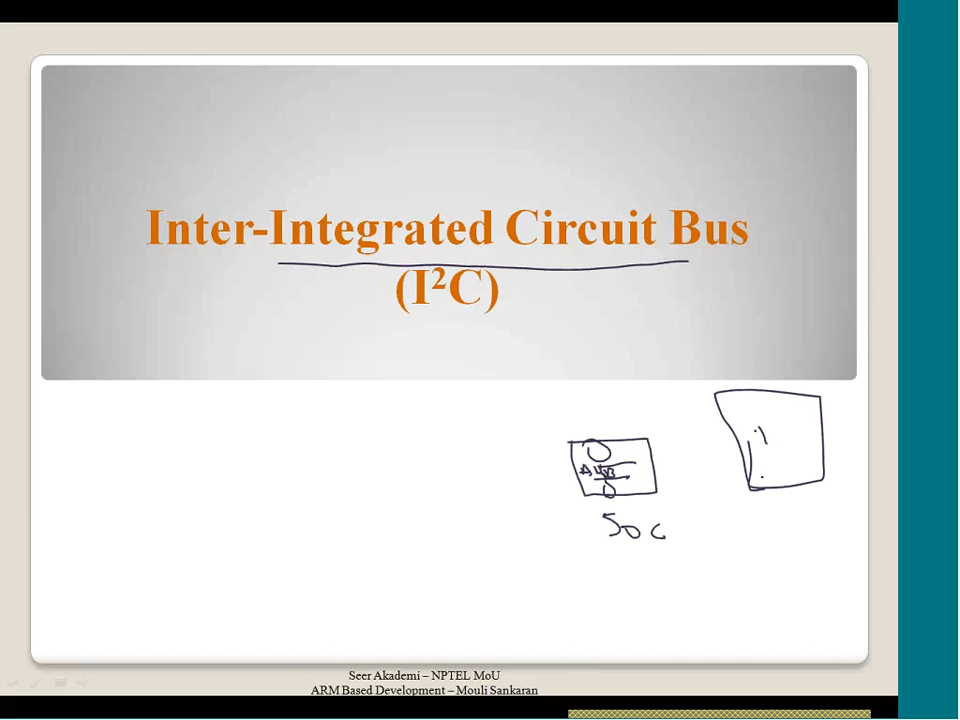 Inter-Integrated Circuit Bus
(I²C)
SOC
Seer Akademi – NPTEL MoU
ARM Based Development – Mouli Sankaran